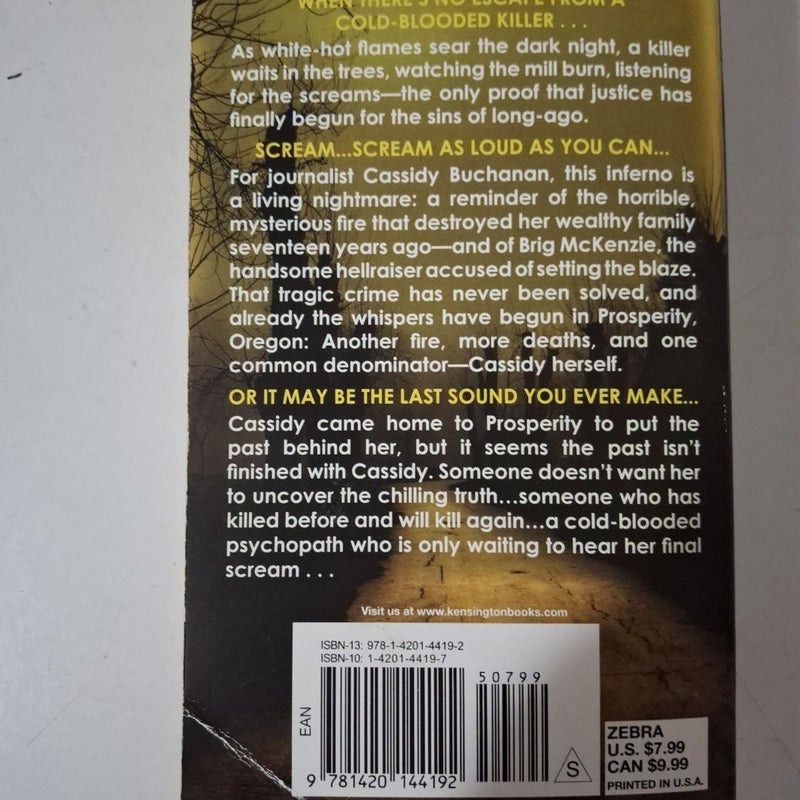 WHEN THERE'S NO ESCAPE FROM A
COLD-BLOODED KILLER . . .
As white-hot flames sear the dark night, a killer
waits in the trees, watching the mill burn, listening
for the screams—the only proof that justice has
finally begun for the sins of long-ago.
SCREAM...SCREAM AS LOUD AS YOU CAN...
For journalist Cassidy Buchanan, this inferno is
a living nightmare: a reminder of the horrible,
mysterious fire that destroyed her wealthy family
seventeen years ago—and of Brig McKenzie, the
handsome hellraiser accused of setting the blaze.
That tragic crime has never been solved, and
already the whispers have begun in Prosperity,
Oregon: Another fire, more deaths, and one
common denominator—Cassidy herself.
OR IT MAY BE THE LAST SOUND YOU EVER MAKE...
Cassidy came home to Prosperity to put the
past behind her, but it seems the past isn't
finished with Cassidy. Someone doesn't want her
to uncover the chilling truth...someone who has
killed before and will kill again...a cold-blooded
psychopath who is only waiting to hear her final
scream . . .
Visit us at www.kensingtonbooks.com
ISBN-13: 978-1-4201-4419-2
ISBN-10: 1-4201-4419-7
50799
EAN
9 781420 144192
S
ZEBRA
U.S. $7.99
CAN $9.99
PRINTED IN U.S.A.